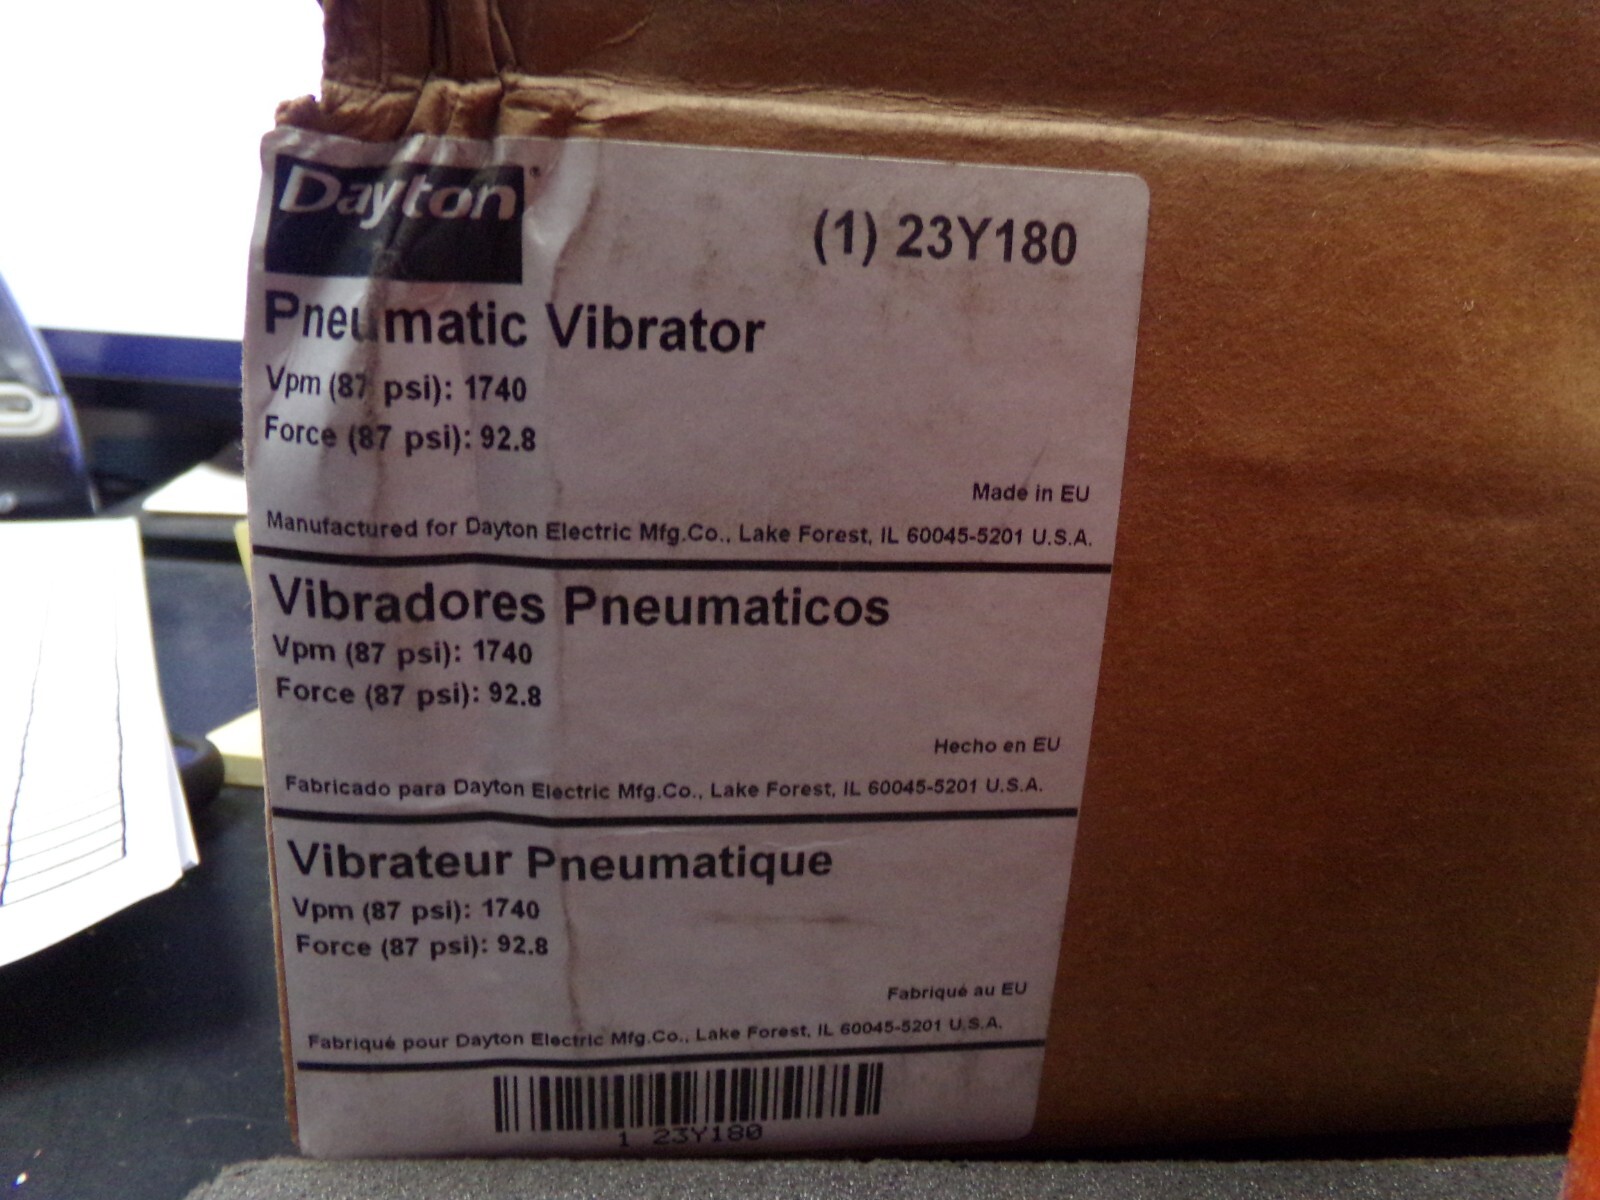 Dayton®
(1) 23Y180
Pneumatic Vibrator
Vpm (87 psi): 1740
Force (87 psi): 92.8
Made in EU
Manufactured for Dayton Electric Mfg.Co., Lake Forest, IL 60045-5201 U.S.A.
Vibradores Pneumaticos
Vpm (87 psi): 1740
Force (87 psi): 92.8
Hecho en EU
Fabricado para Dayton Electric Mfg.Co., Lake Forest, IL 60045-5201 U.S.A.
Vibrateur Pneumatique
Vpm (87 psi): 1740
Force (87 psi): 92.8
Fabriqué au EU
Fabriqué pour Dayton Electric Mfg.Co., Lake Forest, IL 60045-5201 U.S.A.
1 23Y180